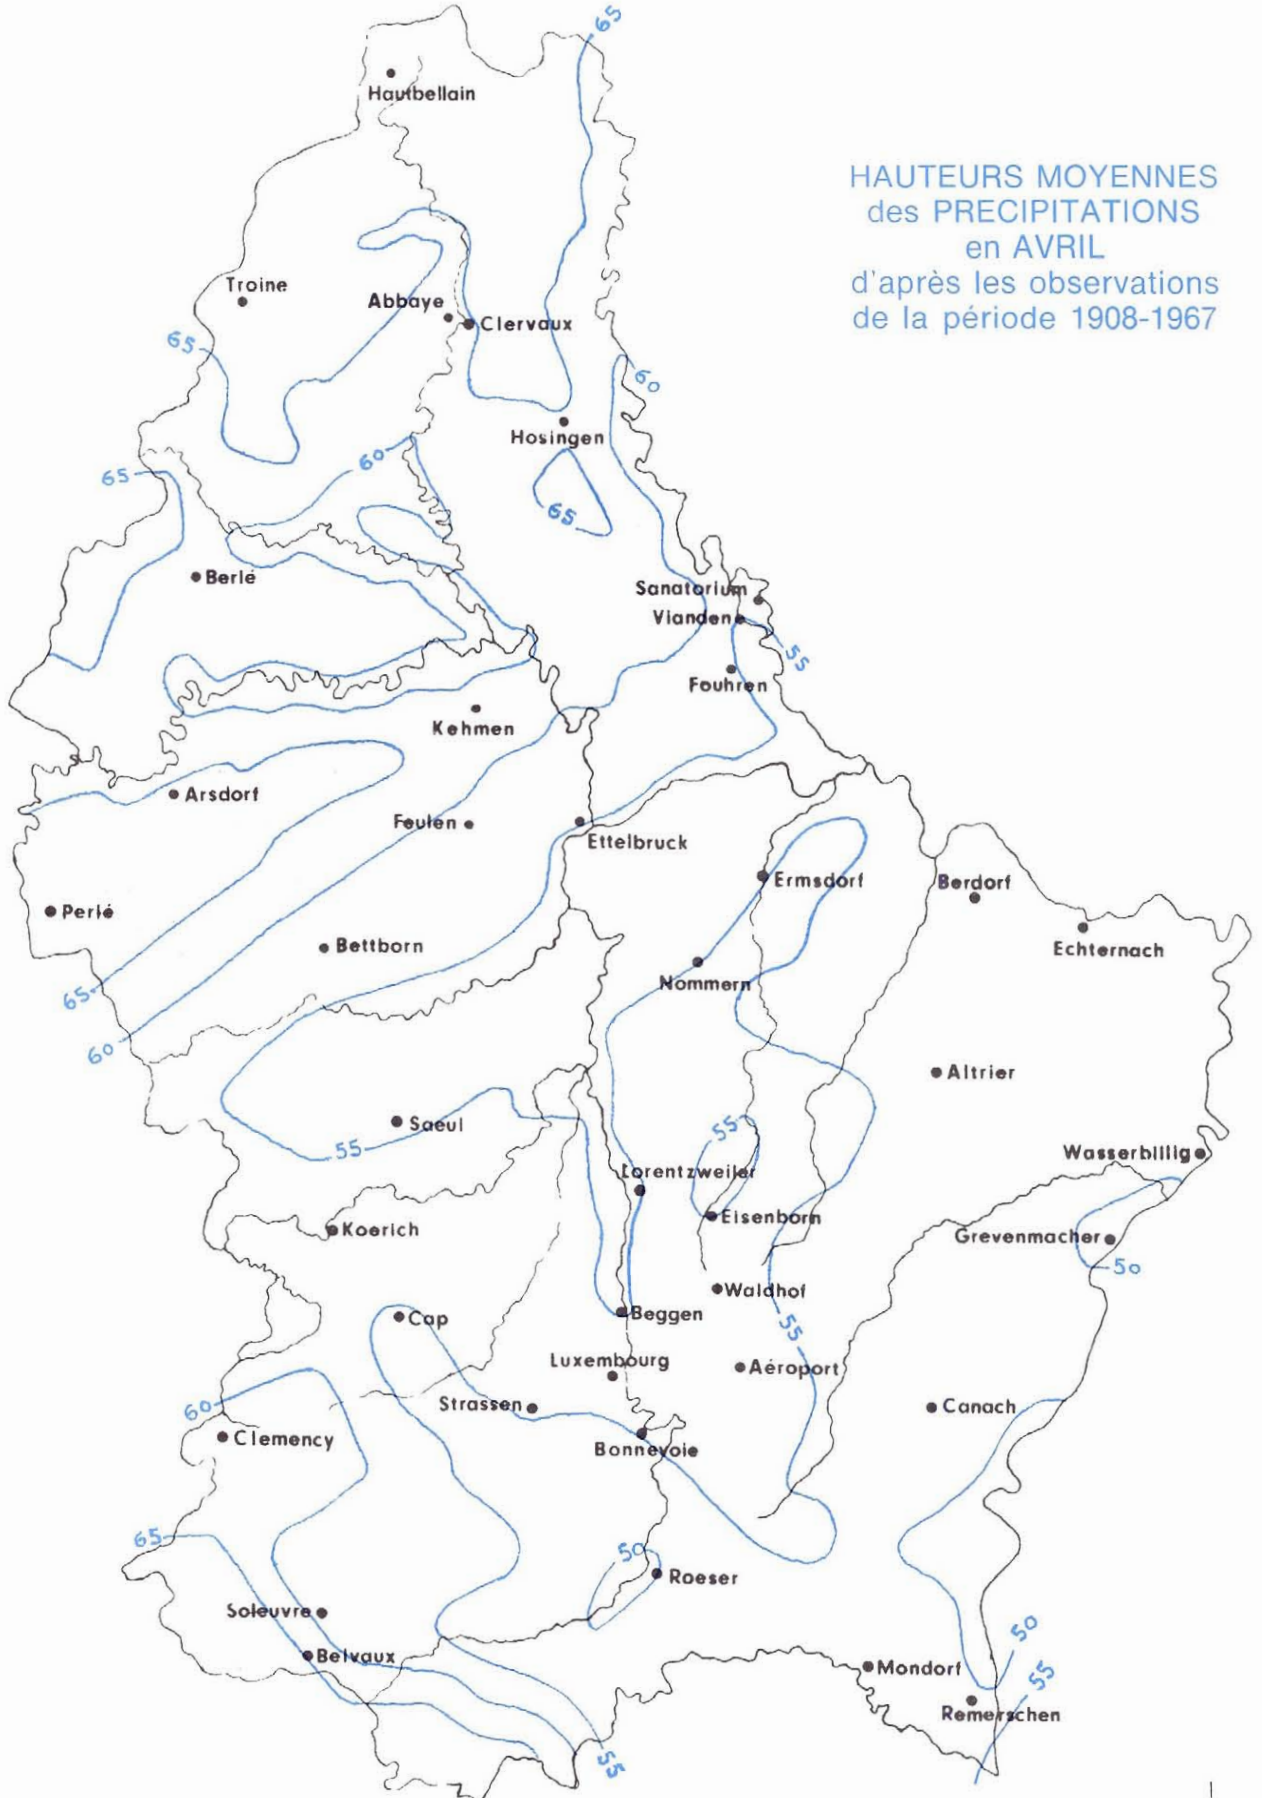 65
Hautbellain
HAUTEURS MOYENNES
des PRECIPITATIONS
en AVRIL
d'après les observations
de la période 1908-1967
Troine
Abbaye
Clervaux
65
60
Hosingen
60
65
65
Berlé
Sanatorium
Vianden
55
Fouhren
Kehmen
Arsdorf
Feulen
Ettelbruck
Ermsdorf
Berdorf
Perlé
Bettborn
Echternach
Nommern
65
60
Altrier
Saeul
55
55
Wasserbillig
Lorentzweiler
Eisenborn
Koerich
Grevenmacher
50
Waldhof
Cap
Beggen
55
Luxembourg
Aéroport
60
Strassen
Canach
Clemency
Bonnevoie
65
50
Roeser
Soleuvre
50
Belvaux
Mondorf
55
Remerschen
55